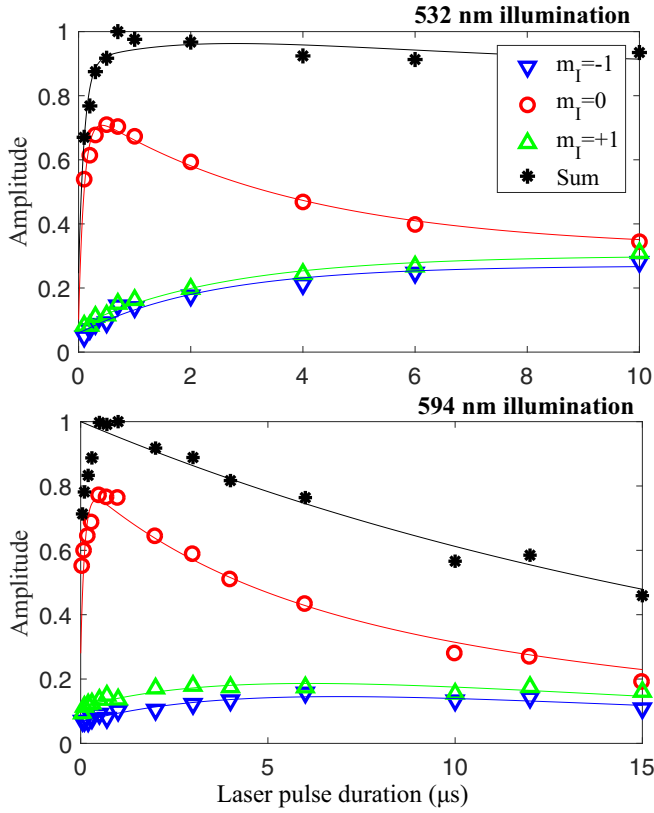 532 nm illumination
1
0.8
0.6
0.4
0.2
0
Amplitude
m_I=-1
m_I=0
m_I=+1
Sum
0 2 4 6 8 10
594 nm illumination
1
0.8
0.6
0.4
0.2
0
Amplitude
0 5 10 15
Laser pulse duration (μs)